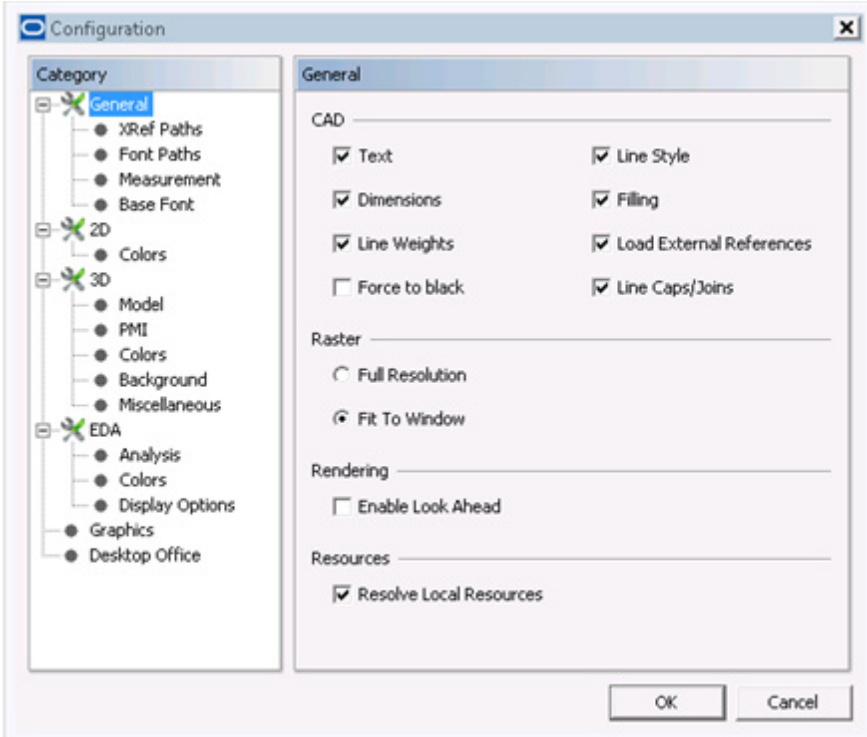 Configuration
Category
General
XRef Paths
Font Paths
Measurement
Base Font
2D
Colors
3D
Model
PMI
Colors
Background
Miscellaneous
EDA
Analysis
Colors
Display Options
Graphics
Desktop Office
General
CAD
Text
Line Style
Dimensions
Filling
Line Weights
Load External References
Force to black
Line Caps/Joins
Raster
Full Resolution
Fit To Window
Rendering
Enable Look Ahead
Resources
Resolve Local Resources
OK
Cancel